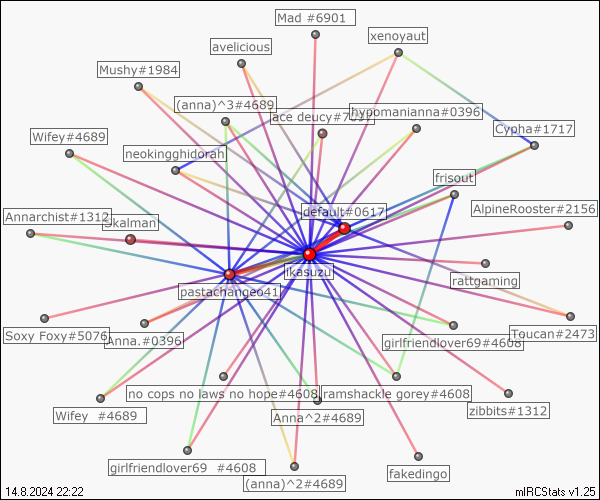 Mad #6901
xenoyaut
avelicious
Mushy#1984
(anna)^3#4689
ace deucy#7
hypomanianna#0396
Cypha#1717
Wifey#4689
neokingghidorah
frisout
default#0617
AlpineRooster#2156
Annarchist#1312
Skalman
ikasuzu
rattgaming
pastachangeo41
Soxy Foxy#5076
Anna.#0396
girlfriendlover69#4608
Toucan#2473
no cops no laws no hope#4608
ramshackle gorey#4608
zibbits#1312
Wifey #4689
Anna^2#4689
girlfriendlover69 #4608
(anna)^2#4689
fakedingo
14.8.2024 22:22
mIRCStats v1.25